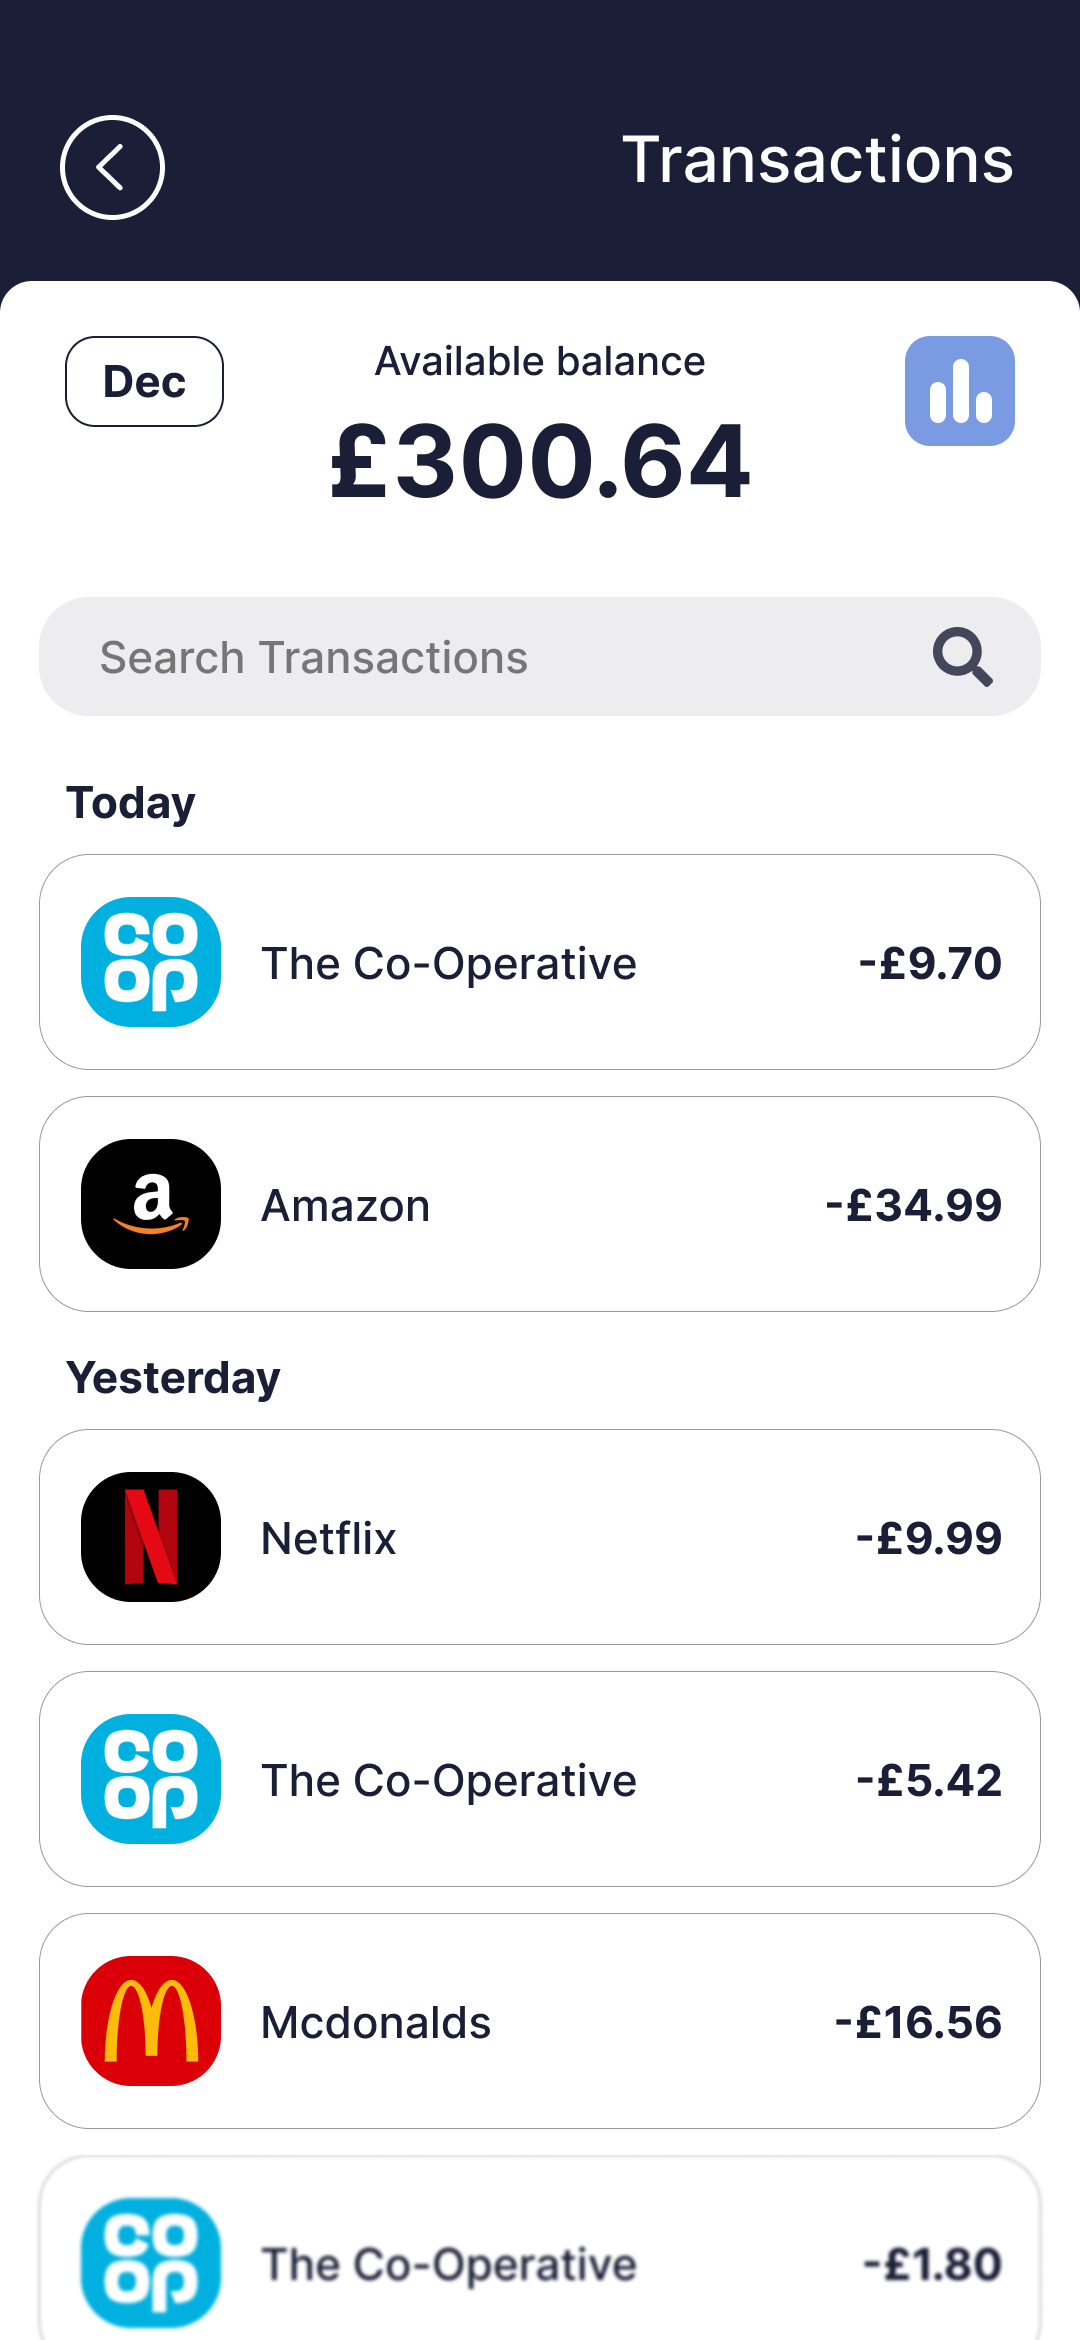 Transactions
Dec
Available balance
£300.64
Search Transactions
Today
co
op
The Co-Operative
-£9.70
a
Amazon
-£34.99
Yesterday
N
Netflix
-£9.99
co
op
The Co-Operative
-£5.42
M
Mcdonalds
-£16.56
co
op
The Co-Operative
-£1.80